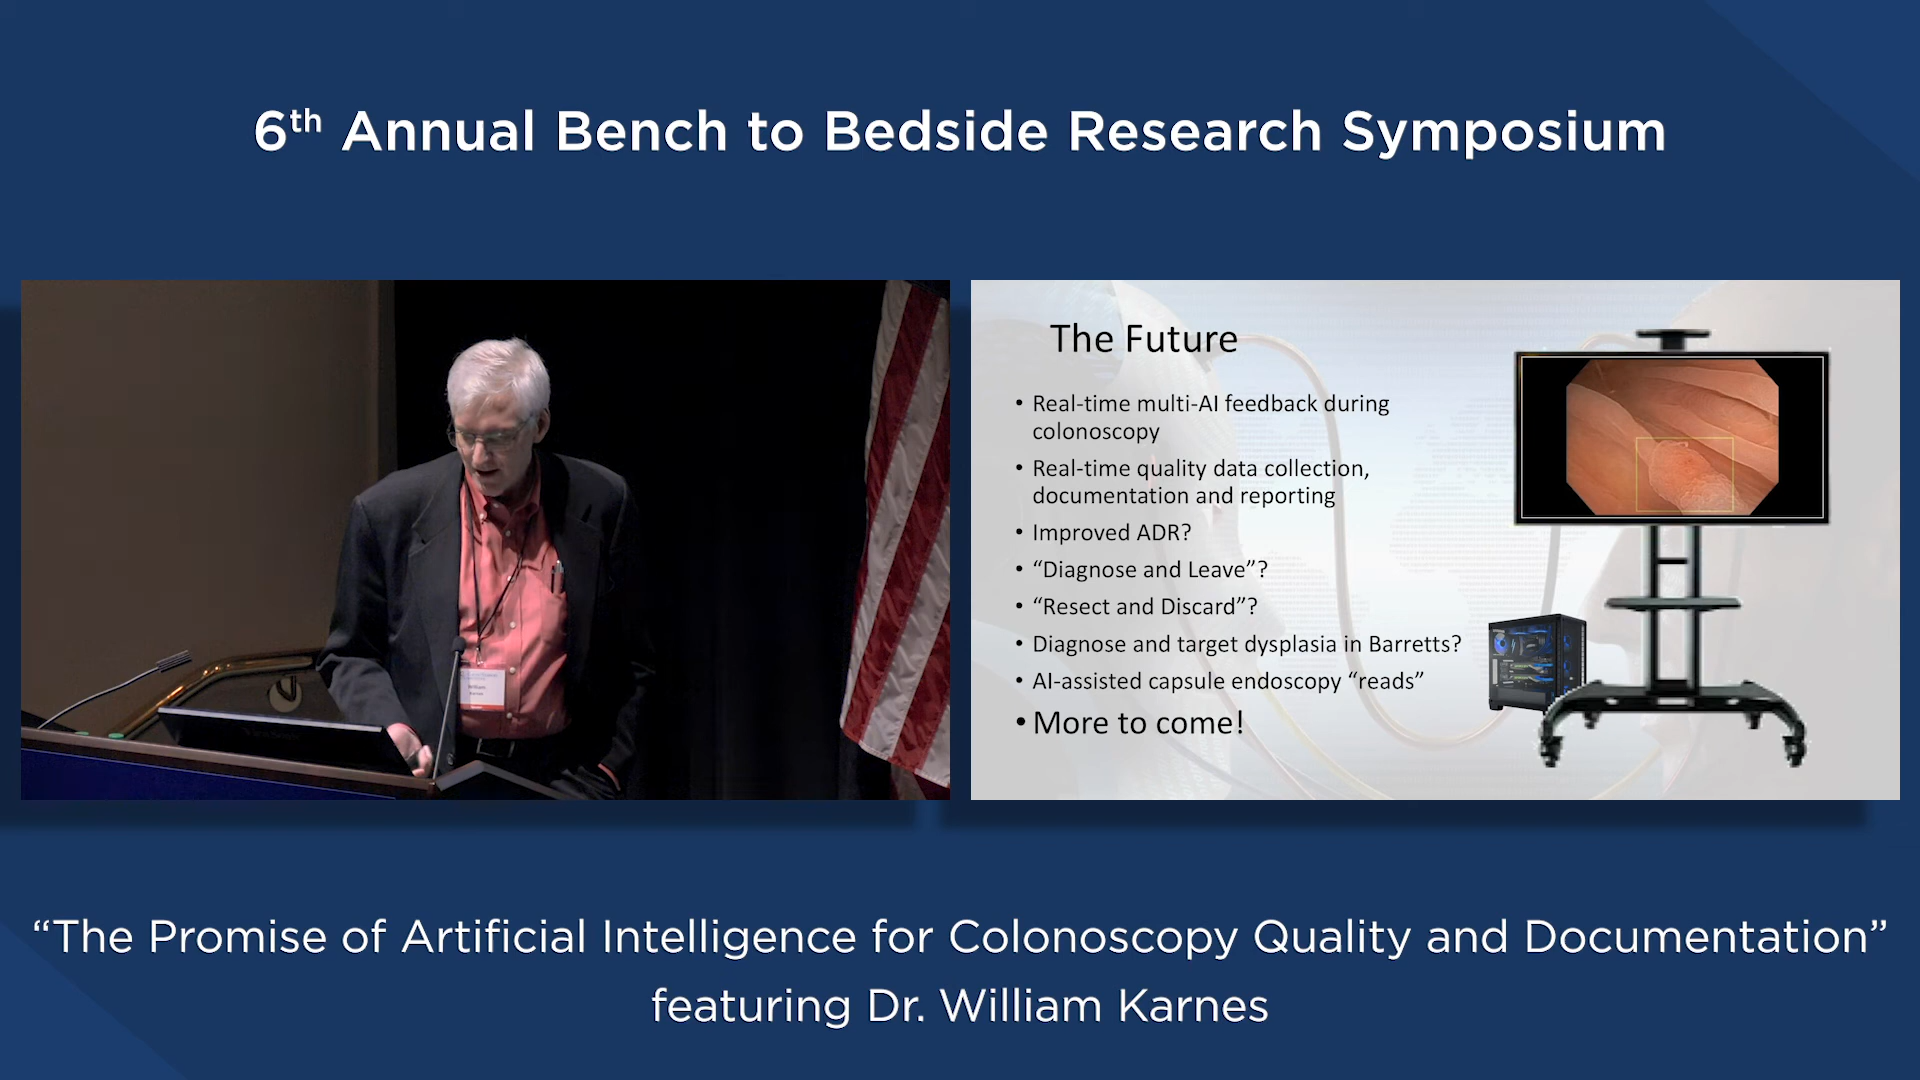 6th Annual Bench to Bedside Research Symposium
The Future
• Real-time multi-AI feedback during
colonoscopy
• Real-time quality data collection,
documentation and reporting
• Improved ADR?
• “Diagnose and Leave”?
• “Resect and Discard”?
• Diagnose and target dysplasia in Barretts?
• AI-assisted capsule endoscopy “reads”
• More to come!
William
“The Promise of Artificial Intelligence for Colonoscopy Quality and Documentation”
featuring Dr. William Karnes